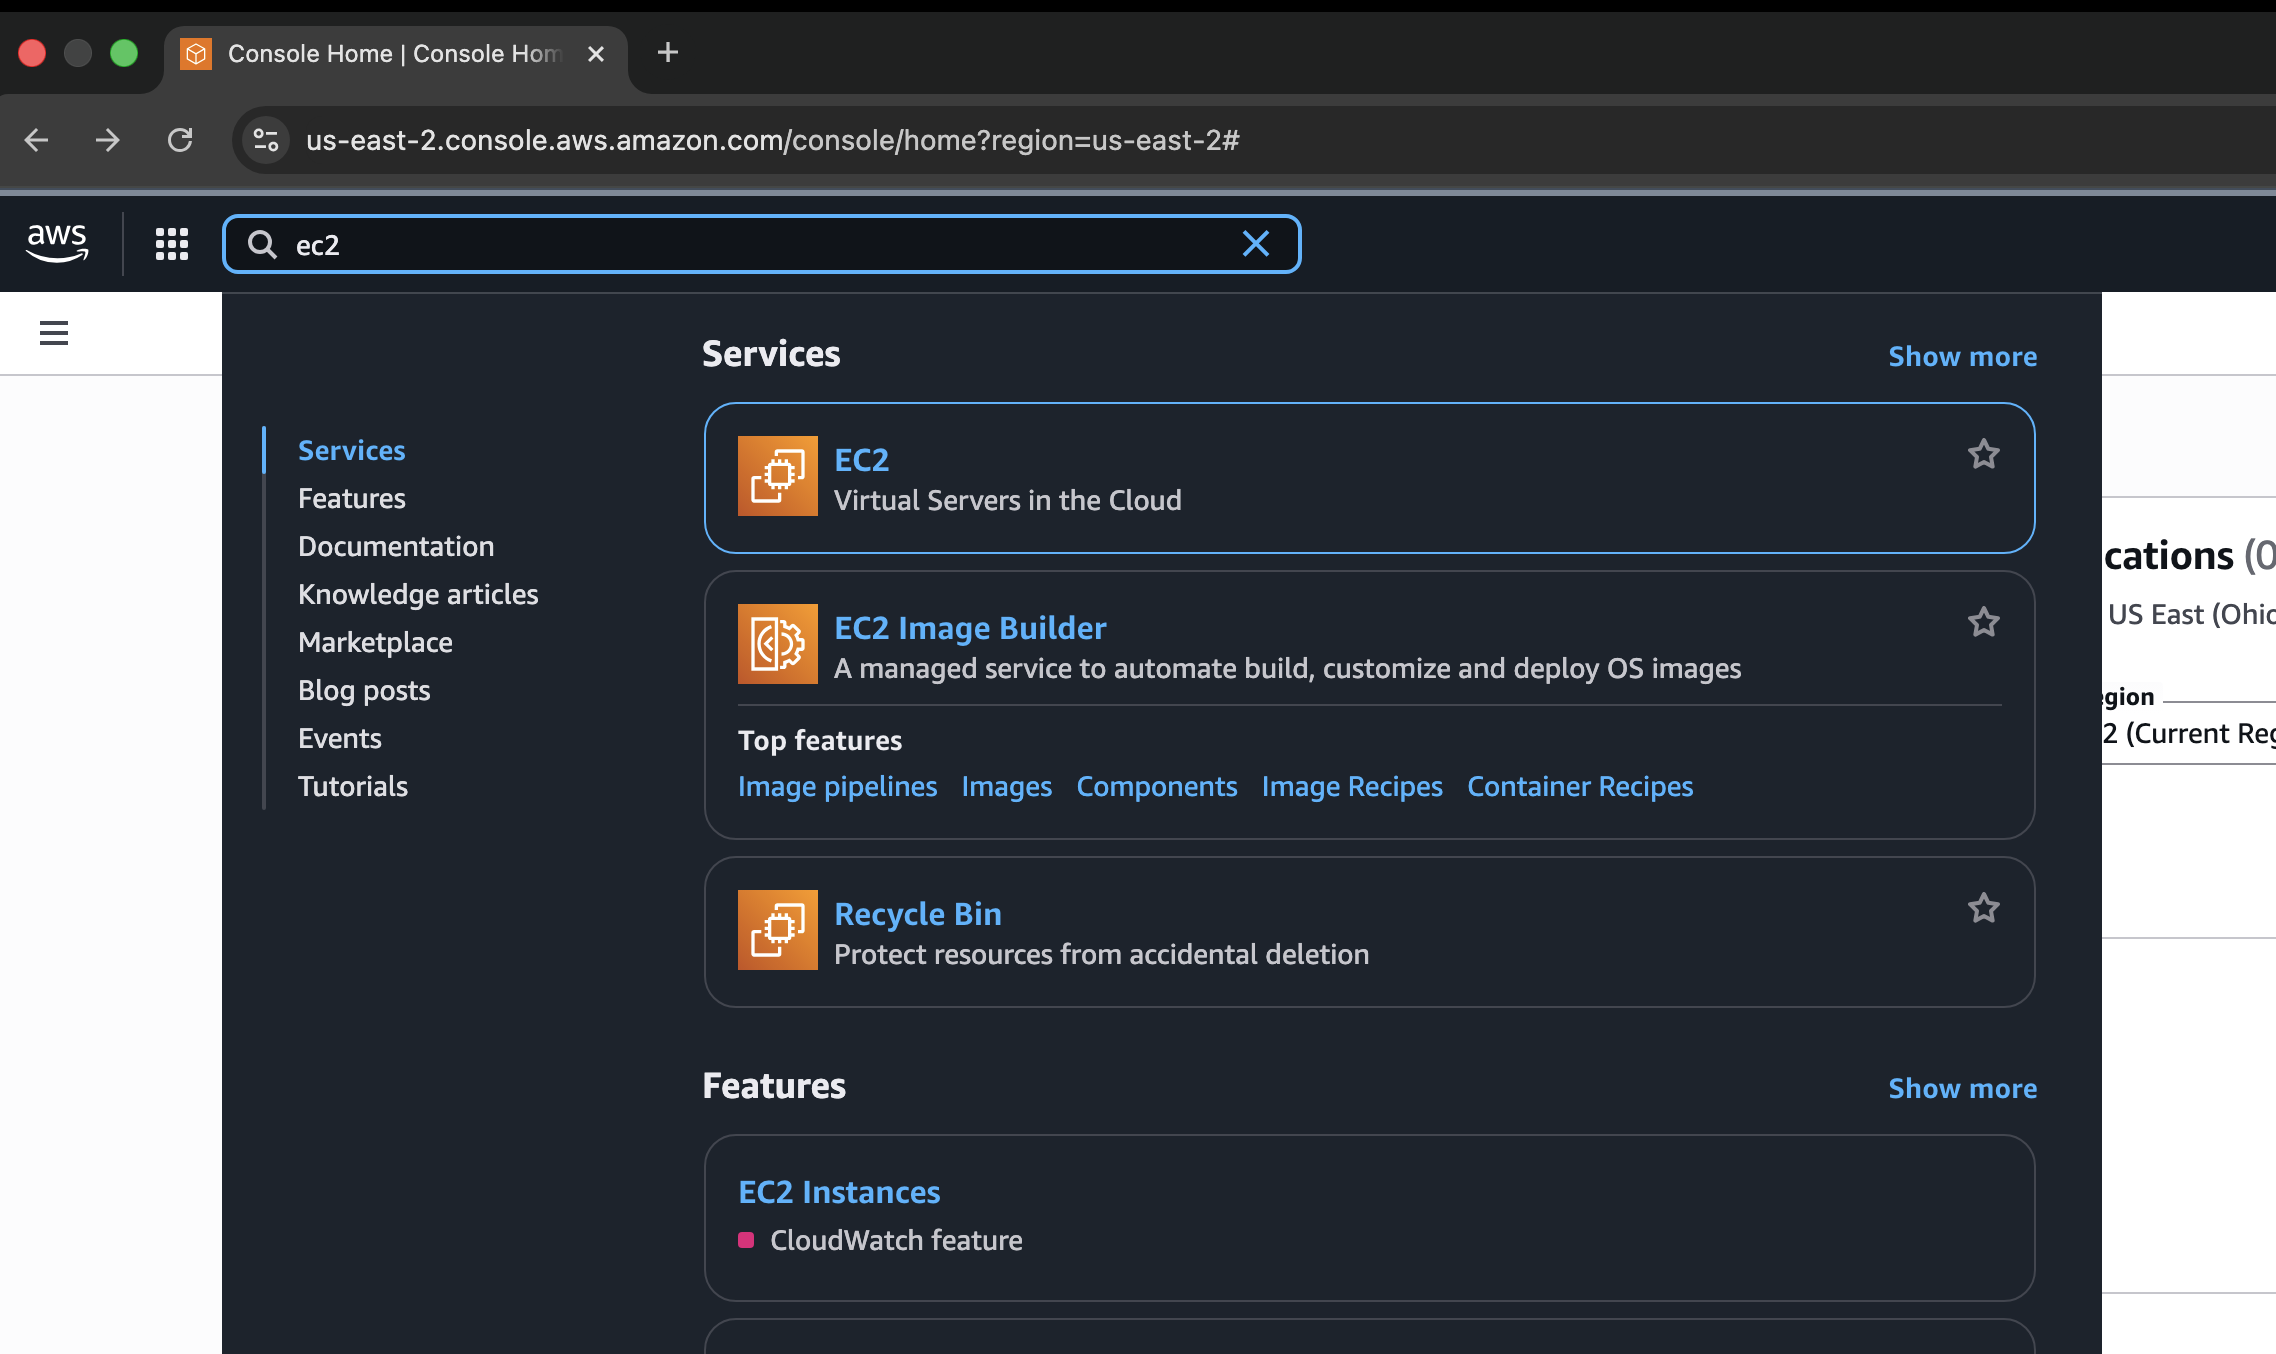 Console Home | Console Hom
us-east-2.console.aws.amazon.com/console/home?region=us-east-2#
aws
ec2
Services
Features
Documentation
Knowledge articles
Marketplace
Blog posts
Events
Tutorials
Services
Show more
EC2
Virtual Servers in the Cloud
EC2 Image Builder
A managed service to automate build, customize and deploy OS images
Top features
Image pipelines Images Components Image Recipes Container Recipes
Recycle Bin
Protect resources from accidental deletion
Features
Show more
EC2 Instances
CloudWatch feature
cations (0
US East (Ohio
egion
2 (Current Reg